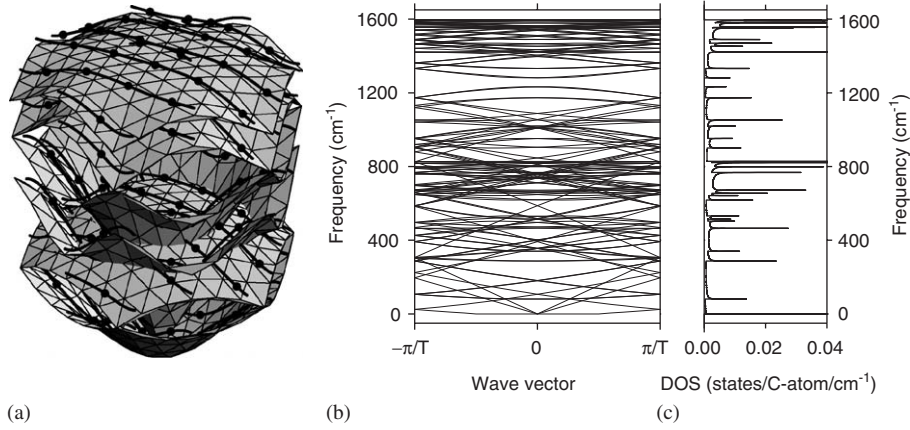 1600
1200
800
400
0
Frequency (cm⁻¹)
−π/T
0
π/T
Wave vector
1600
1200
800
400
0
Frequency (cm⁻¹)
0.00
0.02
0.04
DOS (states/C-atom/cm⁻¹)
(a)
(b)
(c)